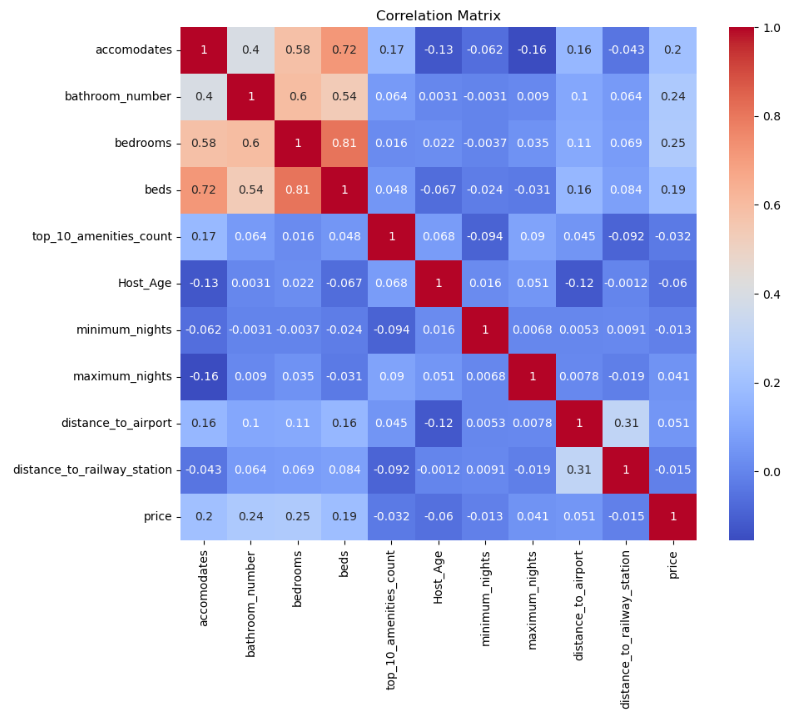 Correlation Matrix
accomodates 1 0.4 0.58 0.72 0.17 -0.13 -0.062 -0.16 0.16 -0.043 0.2
bathroom_number 0.4 1 0.6 0.54 0.064 0.0031 -0.0031 0.009 0.1 0.064 0.24
bedrooms 0.58 0.6 1 0.81 0.016 0.022 -0.0037 0.035 0.11 0.069 0.25
beds 0.72 0.54 0.81 1 0.048 -0.067 -0.024 -0.031 0.16 0.084 0.19
top_10_amenities_count 0.17 0.064 0.016 0.048 1 0.068 -0.094 0.09 0.045 -0.092 -0.032
Host_Age -0.13 0.0031 0.022 -0.067 0.068 1 0.016 0.051 -0.12 -0.0012 -0.06
minimum_nights -0.062 -0.0031 -0.0037 -0.024 -0.094 0.016 1 0.0068 0.0053 0.0091 -0.013
maximum_nights -0.16 0.009 0.035 -0.031 0.09 0.051 0.0068 1 0.0078 -0.019 0.041
distance_to_airport 0.16 0.1 0.11 0.16 0.045 -0.12 0.0053 0.0078 1 0.31 0.051
distance_to_railway_station -0.043 0.064 0.069 0.084 -0.092 -0.0012 0.0091 -0.019 0.31 1 -0.015
price 0.2 0.24 0.25 0.19 -0.032 -0.06 -0.013 0.041 0.051 -0.015 1
accomodates
bathroom_number
bedrooms
beds
top_10_amenities_count
Host_Age
minimum_nights
maximum_nights
distance_to_airport
distance_to_railway_station
price
1.0
0.8
0.6
0.4
0.2
0.0